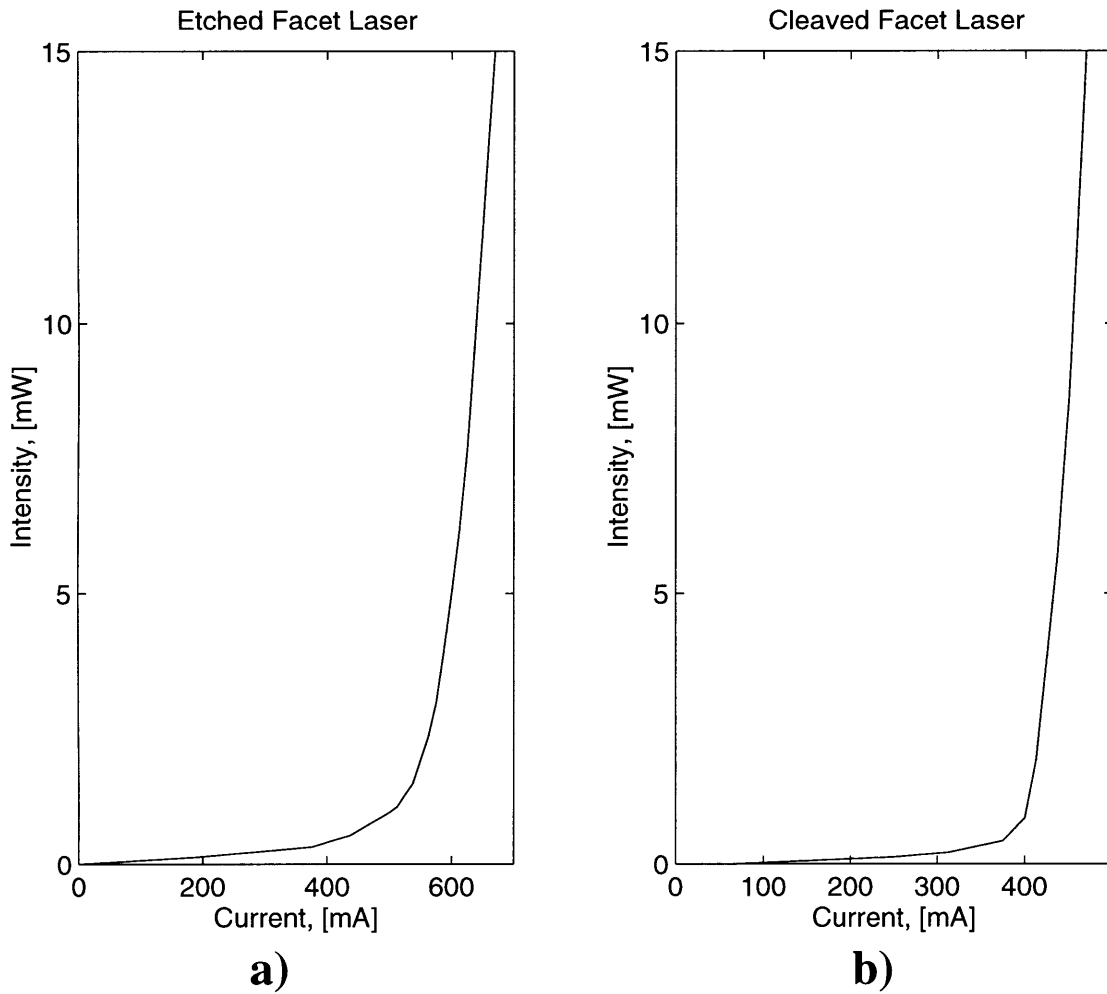 Etched Facet Laser
15
10
5
0
Intensity, [mW]
0 200 400 600
Current, [mA]
a)
Cleaved Facet Laser
15
10
5
0
Intensity, [mW]
0 100 200 300 400
Current, [mA]
b)